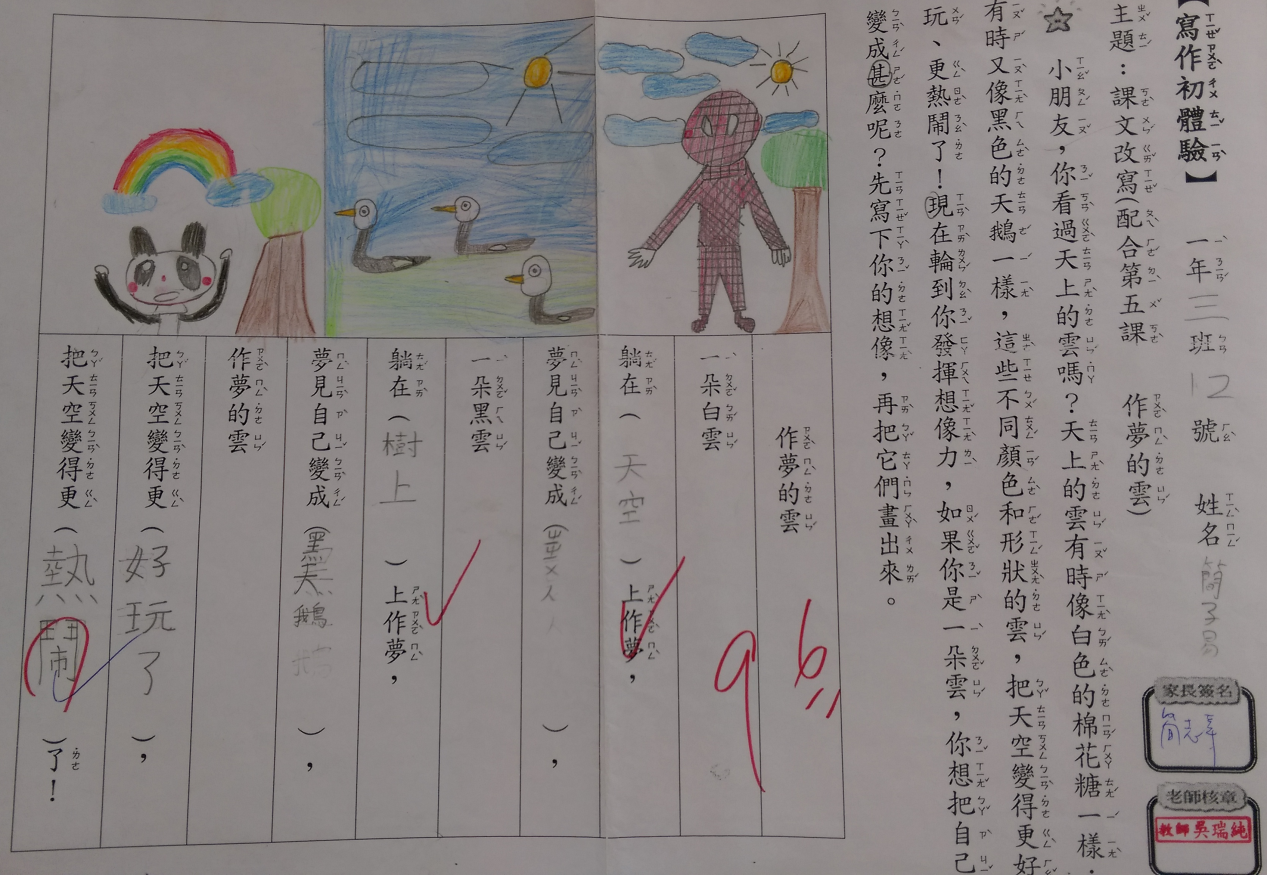 【寫作初體驗】 一年三班 12 號 姓名 簡子易
主題：課文改寫（配合第五課 作夢的雲）
小朋友，你看過天上的雲嗎？天上的雲有時像白色的棉花糖一樣，
有時又像黑色的天鵝一樣，這些不同顏色和形狀的雲，把天空變得更好
玩、更熱鬧了！現在輪到你發揮想像力，如果你是一朵雲，你想把自己
變成甚麼呢？先寫下你的想像，再把它們畫出來。
家長簽名
老師核章
教師吳瑞純
96
作夢的雲
一朵白雲
躺在（天空）上作夢，
夢見自己變成（ㄨ人），
一朵黑雲
躺在（樹上）上作夢，
夢見自己變成（黑天鵝），
作夢的雲
把天空變得更（好玩了），
把天空變得更（熱鬧）了！